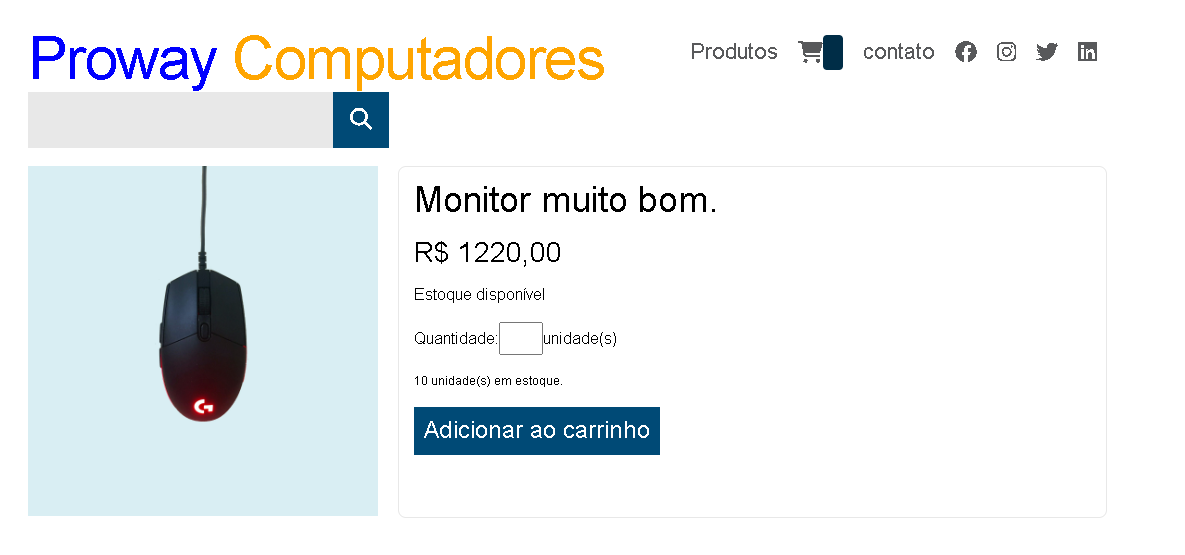 Proway Computadores
Produtos
contato
Monitor muito bom.
R$ 1220,00
Estoque disponível
Quantidade: unidade(s)
10 unidade(s) em estoque.
Adicionar ao carrinho